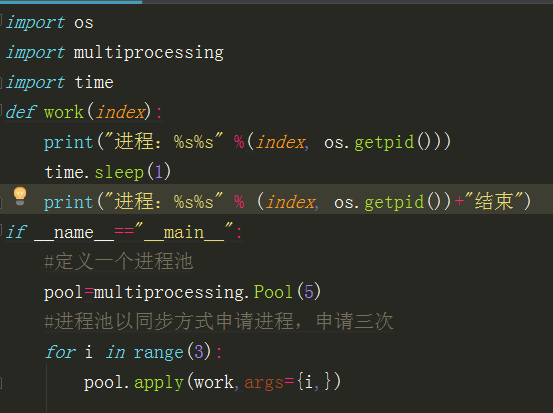 import os
import multiprocessing
import time
def work(index):
    print("进程：%s%s" %(index, os.getpid()))
    time.sleep(1)
    print("进程：%s%s" % (index, os.getpid())+"结束")
if __name__=="__main__":
    #定义一个进程池
    pool=multiprocessing.Pool(5)
    #进程池以同步方式申请进程，申请三次
    for i in range(3):
        pool.apply(work,args={i,})